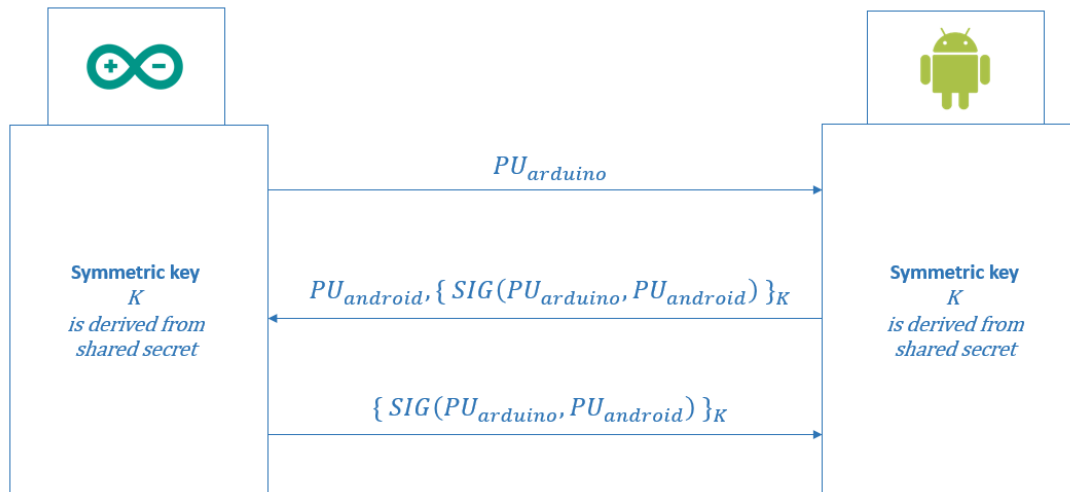 PU_arduino
Symmetric key
K
is derived from
shared secret
PU_android, { SIG(PU_arduino, PU_android) }_K
Symmetric key
K
is derived from
shared secret
{ SIG(PU_arduino, PU_android) }_K